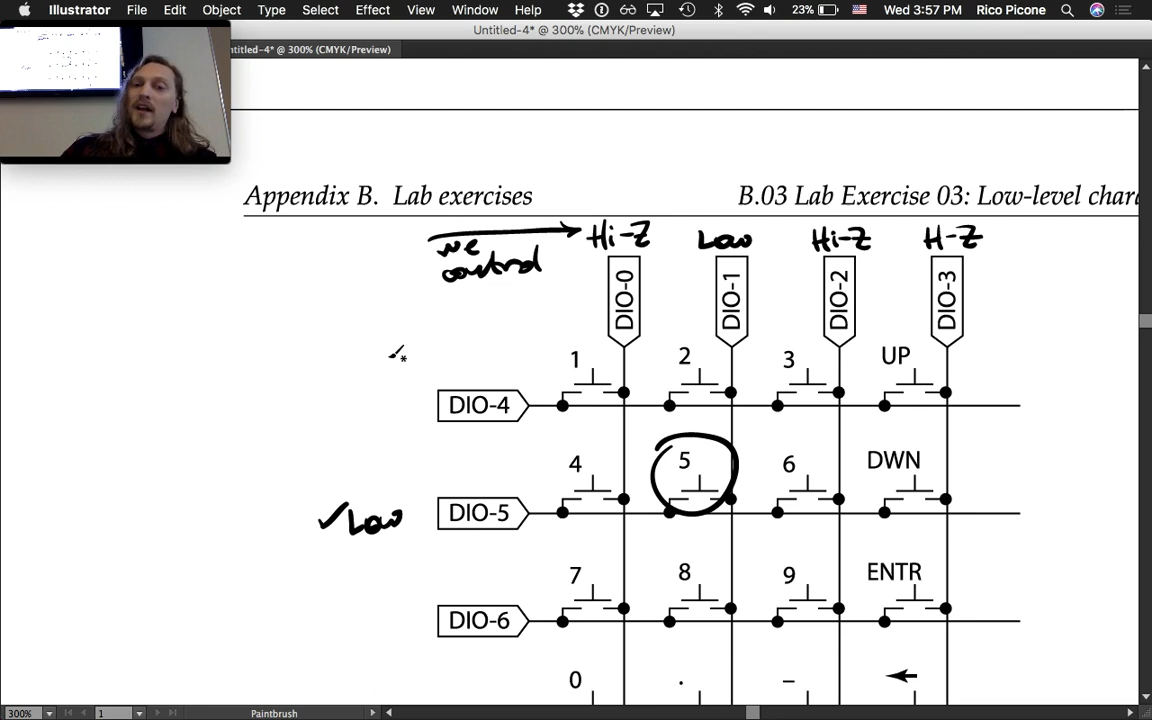 Illustrator File Edit Object Type Select Effect View Window Help 23% Wed 3:57 PM Rico Picone
Untitled-4* @ 300% (CMYK/Preview)
ntitled-4* @ 300% (CMYK/Preview)
Appendix B. Lab exercises B.03 Lab Exercise 03: Low-level chara
we control Hi-Z Low Hi-Z H-Z
DIO-0 DIO-1 DIO-2 DIO-3
1 2 3 UP
DIO-4
4 5 6 DWN
✓Low DIO-5
7 8 9 ENTR
DIO-6
0 . – ←
300% 1 Paintbrush